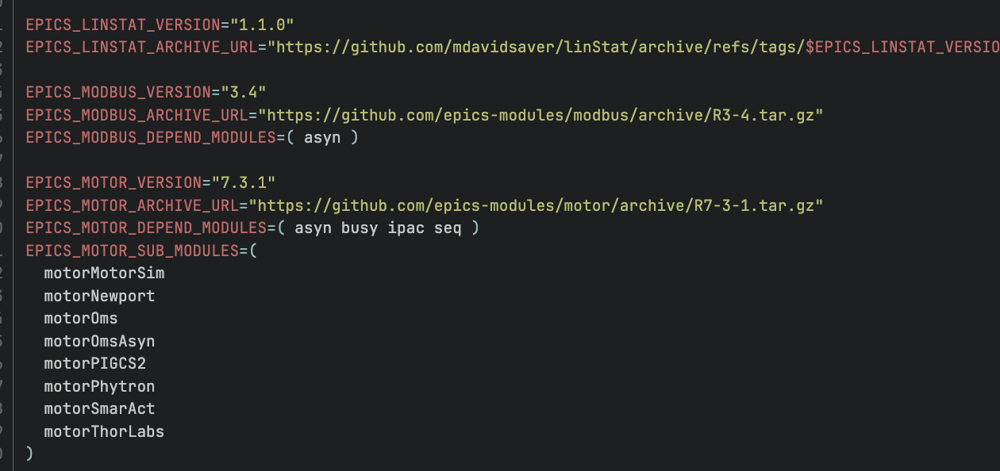 EPICS_LINSTAT_VERSION="1.1.0"
EPICS_LINSTAT_ARCHIVE_URL="https://github.com/mdavidsaver/linStat/archive/refs/tags/$EPICS_LINSTAT_VERSIO
EPICS_MODBUS_VERSION="3.4"
EPICS_MODBUS_ARCHIVE_URL="https://github.com/epics-modules/modbus/archive/R3-4.tar.gz"
EPICS_MODBUS_DEPEND_MODULES=( asyn )
EPICS_MOTOR_VERSION="7.3.1"
EPICS_MOTOR_ARCHIVE_URL="https://github.com/epics-modules/motor/archive/R7-3-1.tar.gz"
EPICS_MOTOR_DEPEND_MODULES=( asyn busy ipac seq )
EPICS_MOTOR_SUB_MODULES=(
motorMotorSim
motorNewport
motorOms
motorOmsAsyn
motorPIGCS2
motorPhytron
motorSmarAct
motorThorLabs
)